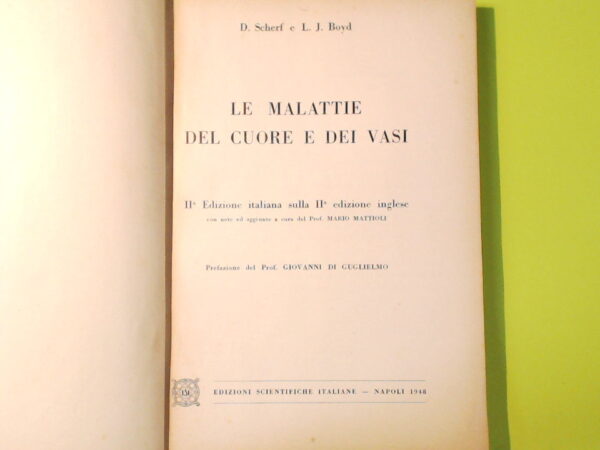 D. Scherf e L. J. Boyd
LE MALATTIE
DEL CUORE E DEI VASI
IIª Edizione italiana sulla IIª edizione inglese
con note ed aggiunte a cura del Prof. MARIO MATTIOLI
Prefazione del Prof. GIOVANNI DI GUGLIELMO
EDIZIONI SCIENTIFICHE ITALIANE — NAPOLI 1948